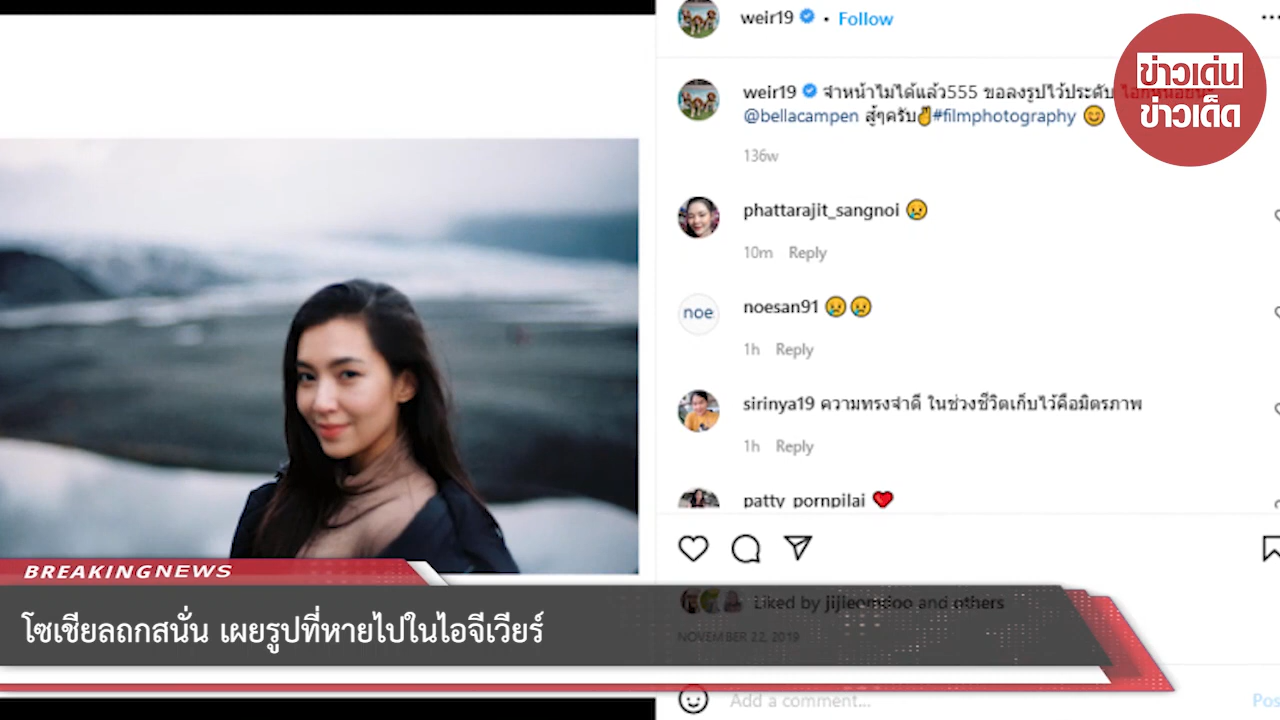 weir19 • Follow
ข่าวเด่น
ข่าวเด็ด
weir19 จำหน้าไม่ได้แล้ว555 ขอลงรูปไว้ประดับ
@bellacampen สู้ๆครับ✌#filmphotography 😊
136w
phattarajit_sangnoi 😢
10m Reply
noe
noesan91 😢😢
1h Reply
sirinya19 ความทรงจำดี ในช่วงชีวิตเก็บไว้คือมิตรภาพ
1h Reply
patty_pornpilai ❤
Liked by and others
NOVEMBER 22, 2019
Add a comment...
Pos
BREAKING NEWS
โซเชียลถกสนั่น เผยรูปที่หายไปในไอจีเวียร์